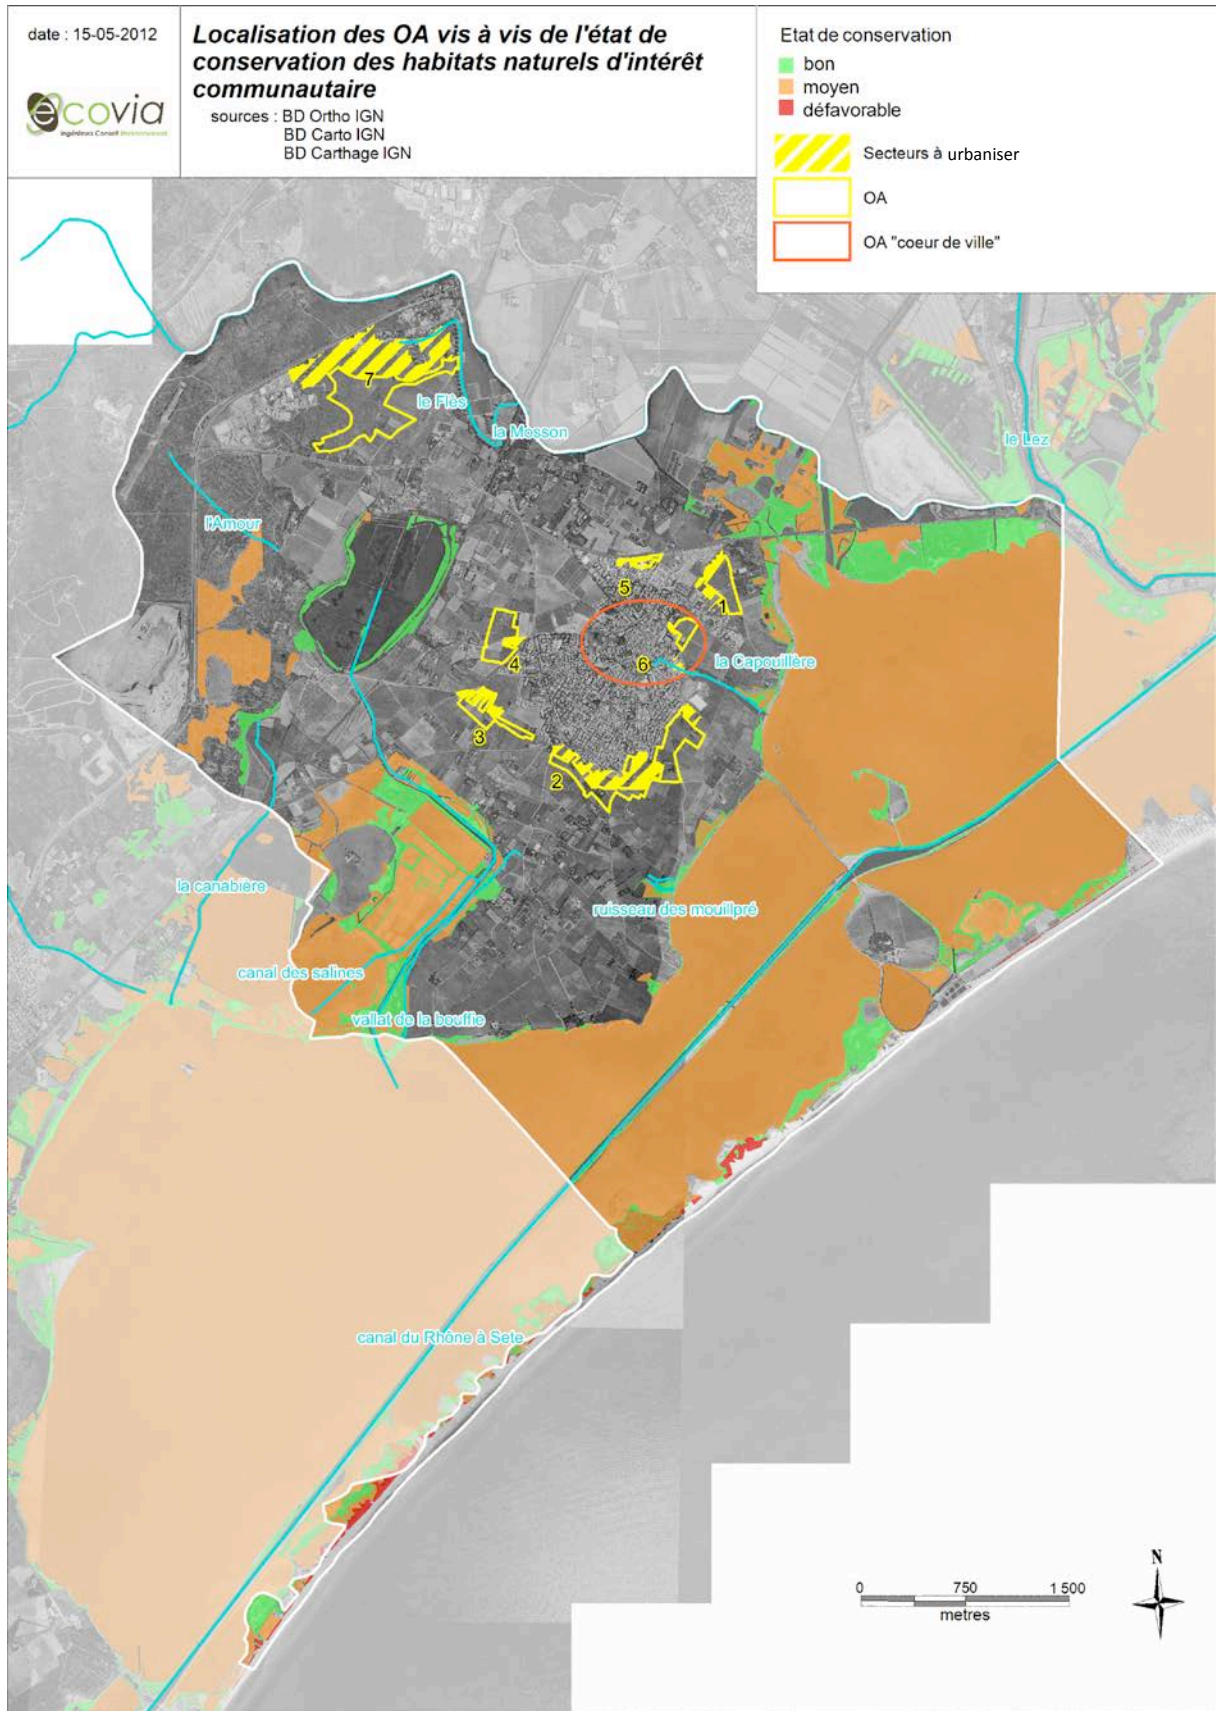 date : 15-05-2012
ecovia
Ingénieurs Conseil Environnement
Localisation des OA vis à vis de l'état de
conservation des habitats naturels d'intérêt
communautaire
sources : BD Ortho IGN
BD Carto IGN
BD Carthage IGN
Etat de conservation
bon
moyen
défavorable
Secteurs à urbaniser
OA
OA "coeur de ville"
7
le Flès
la Mosson
le Lez
l'Amour
5
1
4
6
la Capouillère
3
2
la canabière
ruisseau des mouillpré
canal des salines
vallat de la bouffie
canal du Rhône à Sete
N
0 750 1 500
metres